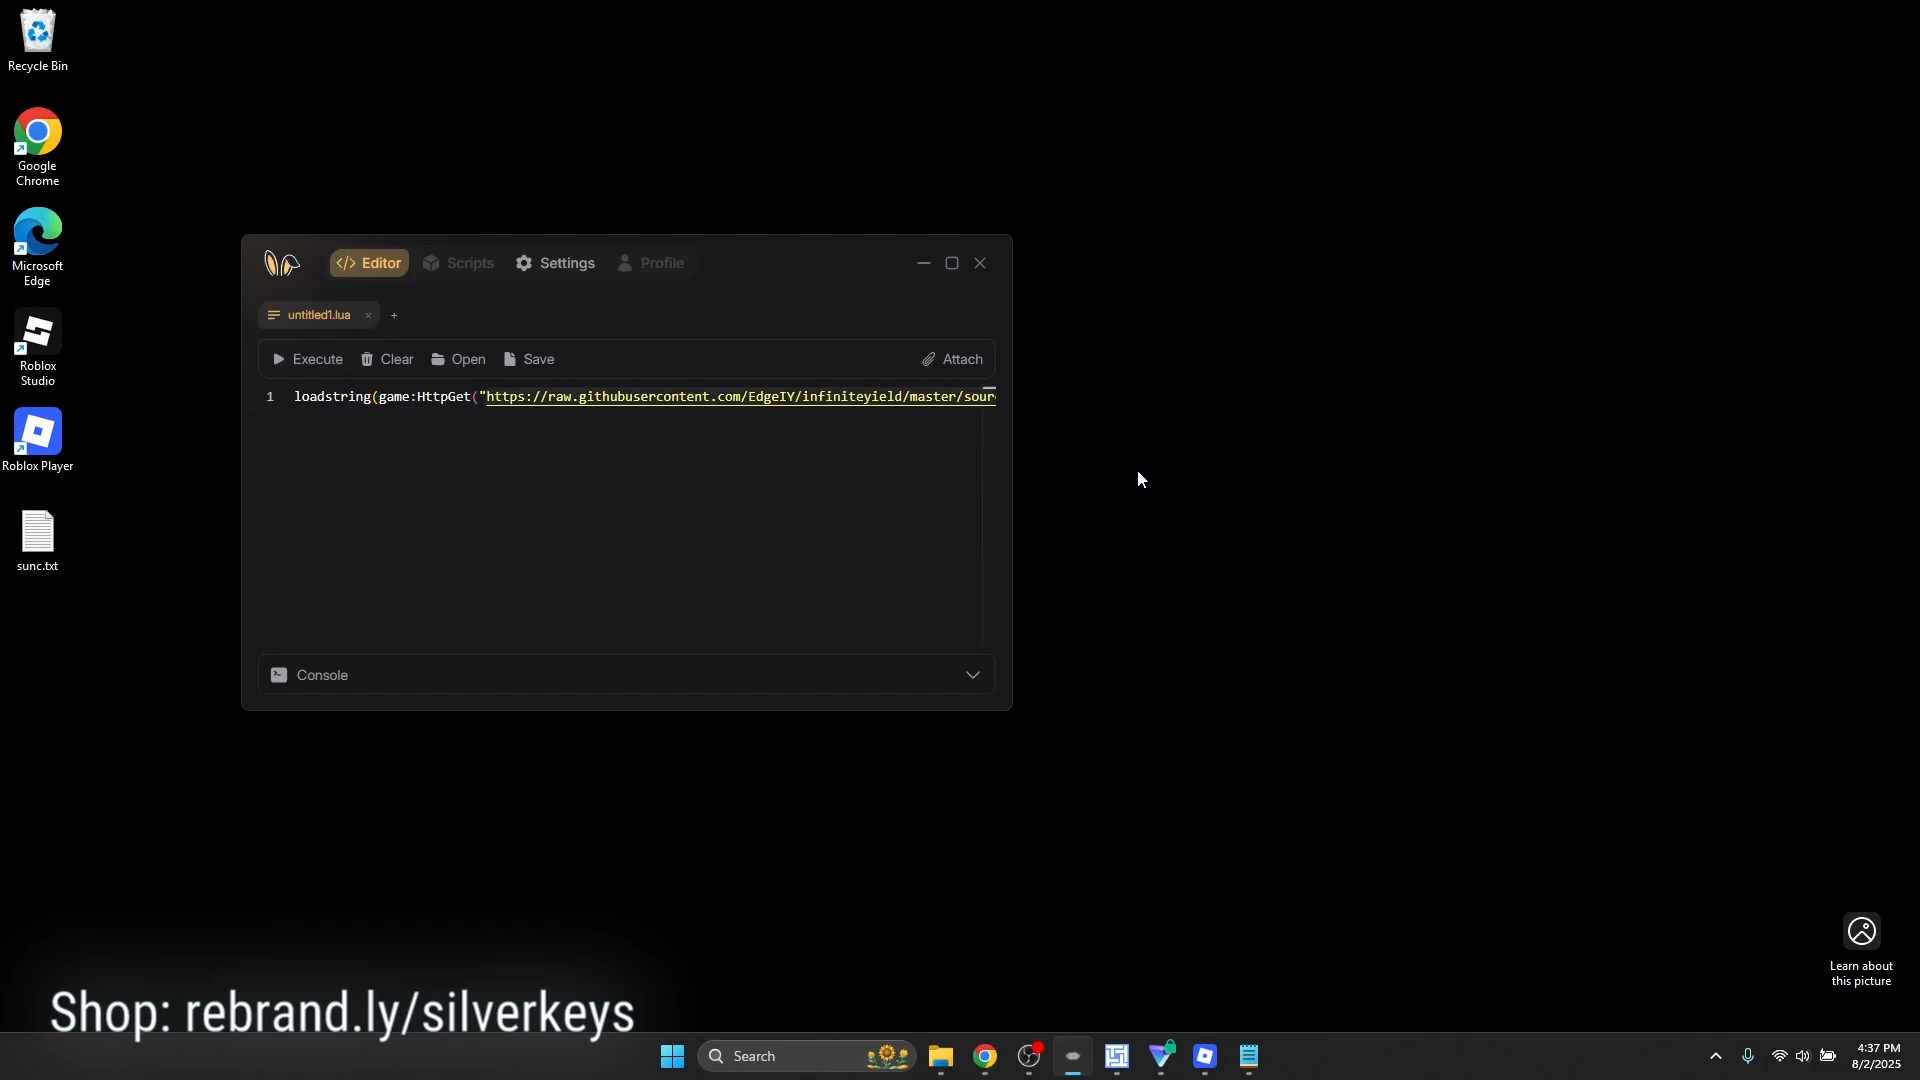 Recycle Bin
Google
Chrome
Microsoft
Edge
Roblox
Studio
Roblox Player
sunc.txt
</> Editor
Scripts
Settings
Profile
untitled1.lua
×
+
Execute
Clear
Open
Save
Attach
1
loadstring(game:HttpGet("https://raw.githubusercontent.com/EdgeIY/infiniteyield/master/sour
Console
Learn about
this picture
Shop: rebrand.ly/silverkeys
Search
4:37 PM
8/2/2025